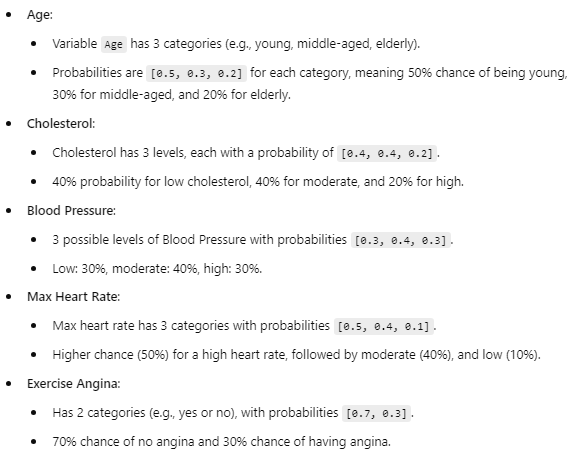 • Age:
• Variable Age has 3 categories (e.g., young, middle-aged, elderly).
• Probabilities are [0.5, 0.3, 0.2] for each category, meaning 50% chance of being young,
30% for middle-aged, and 20% for elderly.
• Cholesterol:
• Cholesterol has 3 levels, each with a probability of [0.4, 0.4, 0.2].
• 40% probability for low cholesterol, 40% for moderate, and 20% for high.
• Blood Pressure:
• 3 possible levels of Blood Pressure with probabilities [0.3, 0.4, 0.3].
• Low: 30%, moderate: 40%, high: 30%.
• Max Heart Rate:
• Max heart rate has 3 categories with probabilities [0.5, 0.4, 0.1].
• Higher chance (50%) for a high heart rate, followed by moderate (40%), and low (10%).
• Exercise Angina:
• Has 2 categories (e.g., yes or no), with probabilities [0.7, 0.3].
• 70% chance of no angina and 30% chance of having angina.